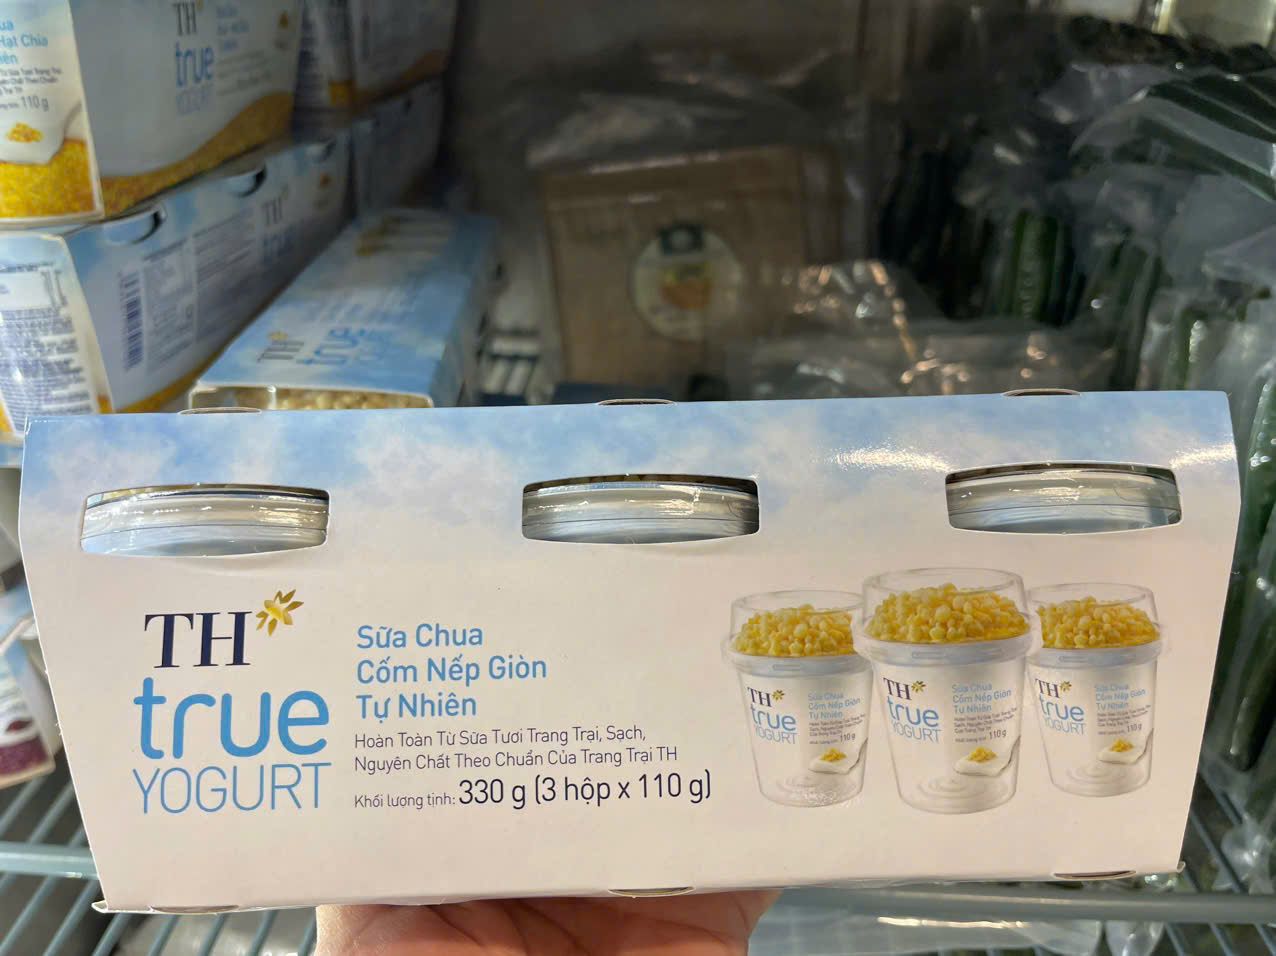 TH
true
YOGURT
Hạt Chia
110 g
TH
true
TH
true
TH
true
YOGURT
Sữa Chua
Cốm Nếp Giòn
Tự Nhiên
Hoàn Toàn Từ Sữa Tươi Trang Trại, Sạch,
Nguyên Chất Theo Chuẩn Của Trang Trại TH
Khối lượng tịnh: 330 g (3 hộp x 110 g)
TH
true
YOGURT
Sữa Chua
Cốm Nếp Giòn
Tự Nhiên
110 g
TH
true
YOGURT
Sữa Chua
Cốm Nếp Giòn
Tự Nhiên
110 g
TH
true
YOGURT
Sữa Chua
Cốm Nếp Giòn
Tự Nhiên
110 g